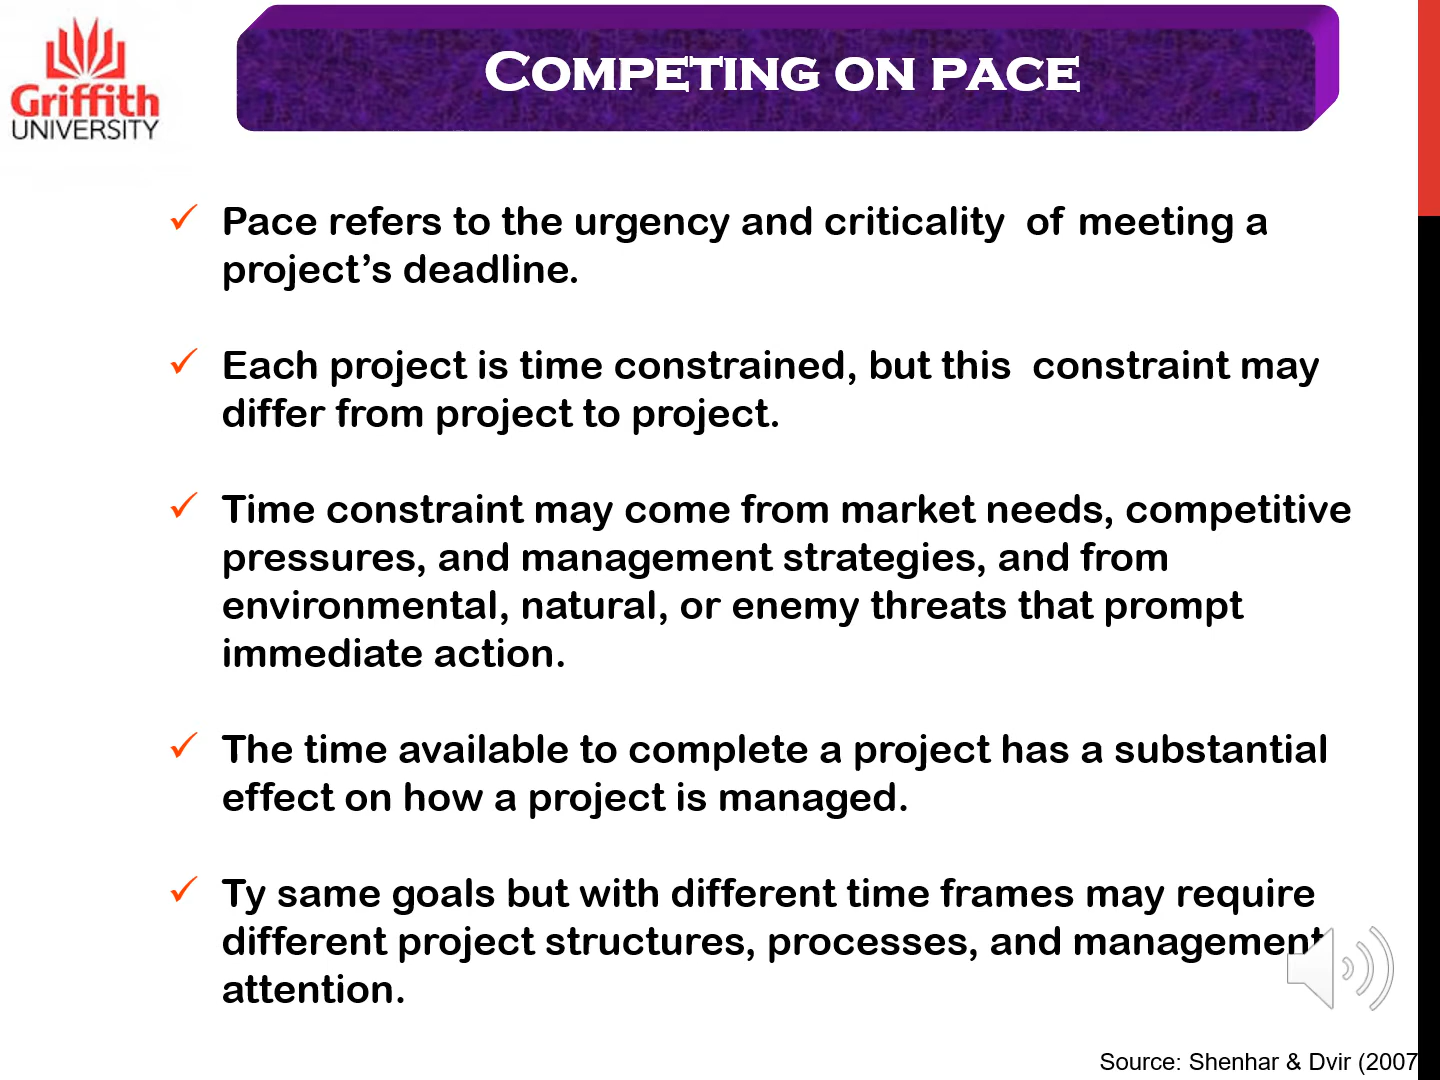 Griffith
UNIVERSITY
COMPETING ON PACE
✓ Pace refers to the urgency and criticality of meeting a
project’s deadline.
✓ Each project is time constrained, but this constraint may
differ from project to project.
✓ Time constraint may come from market needs, competitive
pressures, and management strategies, and from
environmental, natural, or enemy threats that prompt
immediate action.
✓ The time available to complete a project has a substantial
effect on how a project is managed.
✓ Ty same goals but with different time frames may require
different project structures, processes, and management
attention.
Source: Shenhar & Dvir (2007